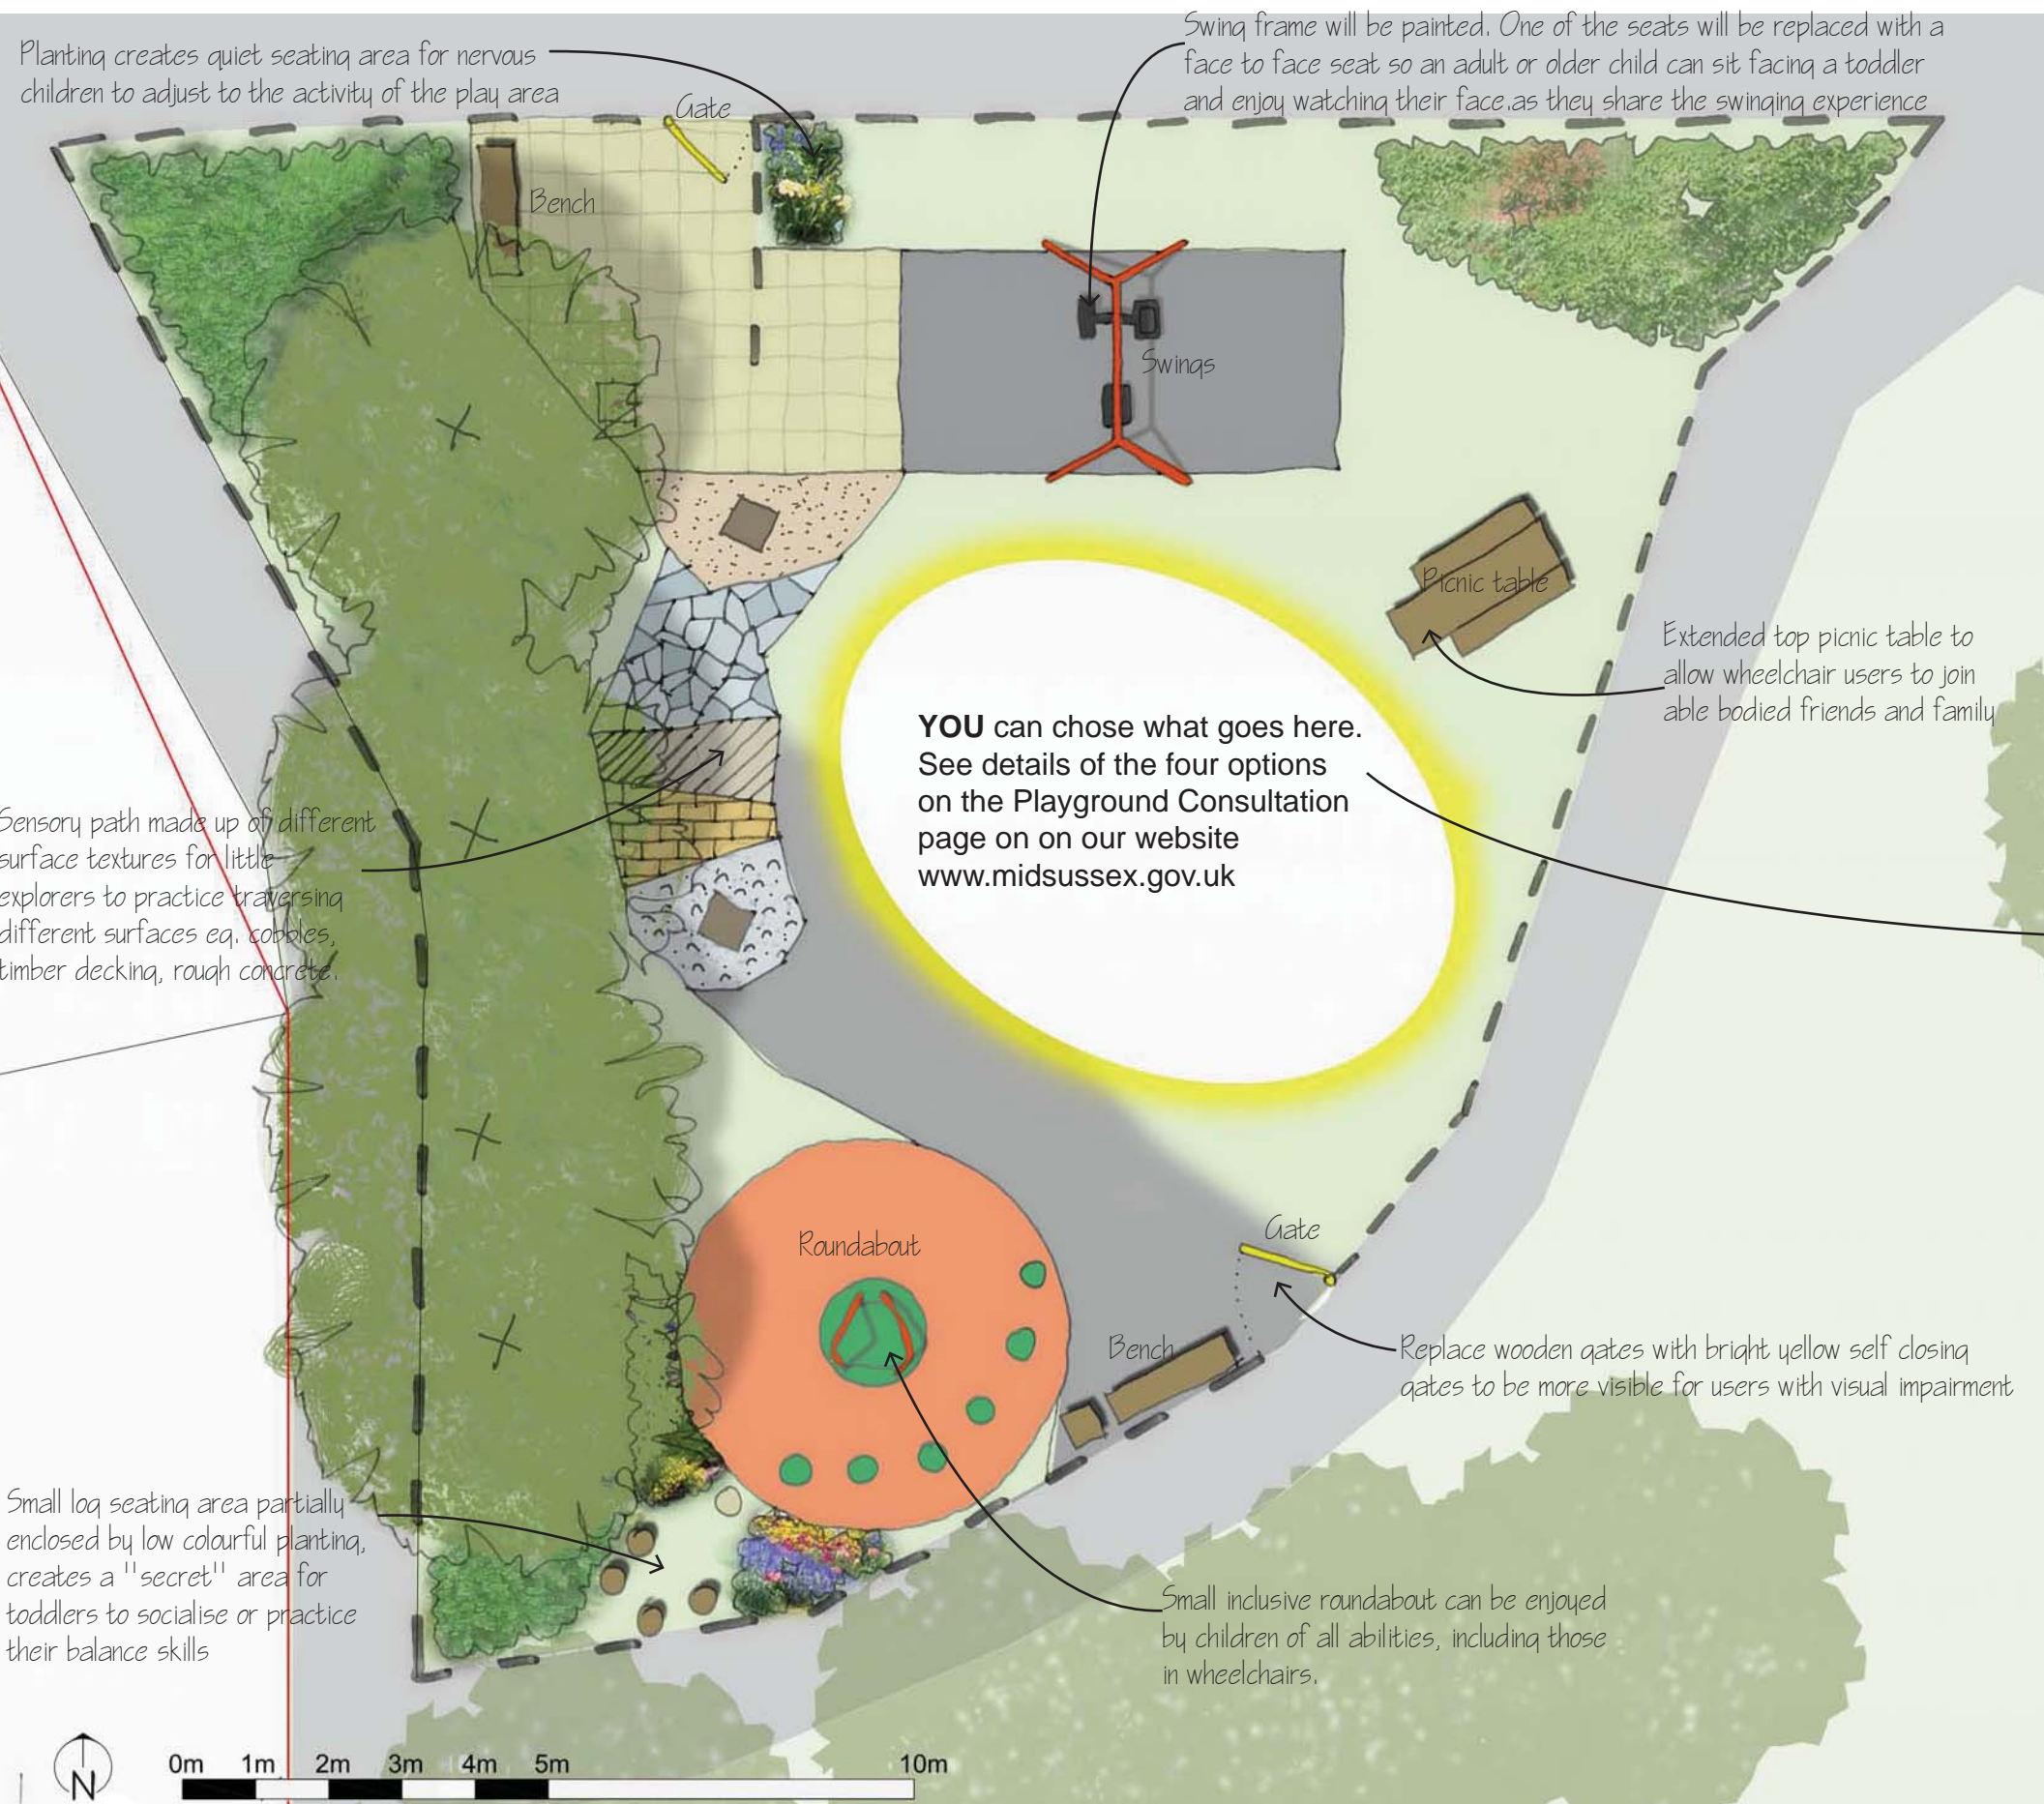 Planting creates quiet seating area for nervous
children to adjust to the activity of the play area
Swing frame will be painted. One of the seats will be replaced with a
face to face seat so an adult or older child can sit facing a toddler
and enjoy watching their face.as they share the swinging experience
Gate
Bench
Swings
Picnic table
Extended top picnic table to
allow wheelchair users to join
able bodied friends and family
YOU can chose what goes here.
See details of the four options
on the Playground Consultation
page on on our website
www.midsussex.gov.uk
Sensory path made up of different
surface textures for little
explorers to practice traversing
different surfaces eg. cobbles,
timber decking, rough concrete.
Roundabout
Gate
Bench
Replace wooden gates with bright yellow self closing
gates to be more visible for users with visual impairment
Small log seating area partially
enclosed by low colourful planting,
creates a "secret" area for
toddlers to socialise or practice
their balance skills
Small inclusive roundabout can be enjoyed
by children of all abilities, including those
in wheelchairs.
N
0m 1m 2m 3m 4m 5m 10m